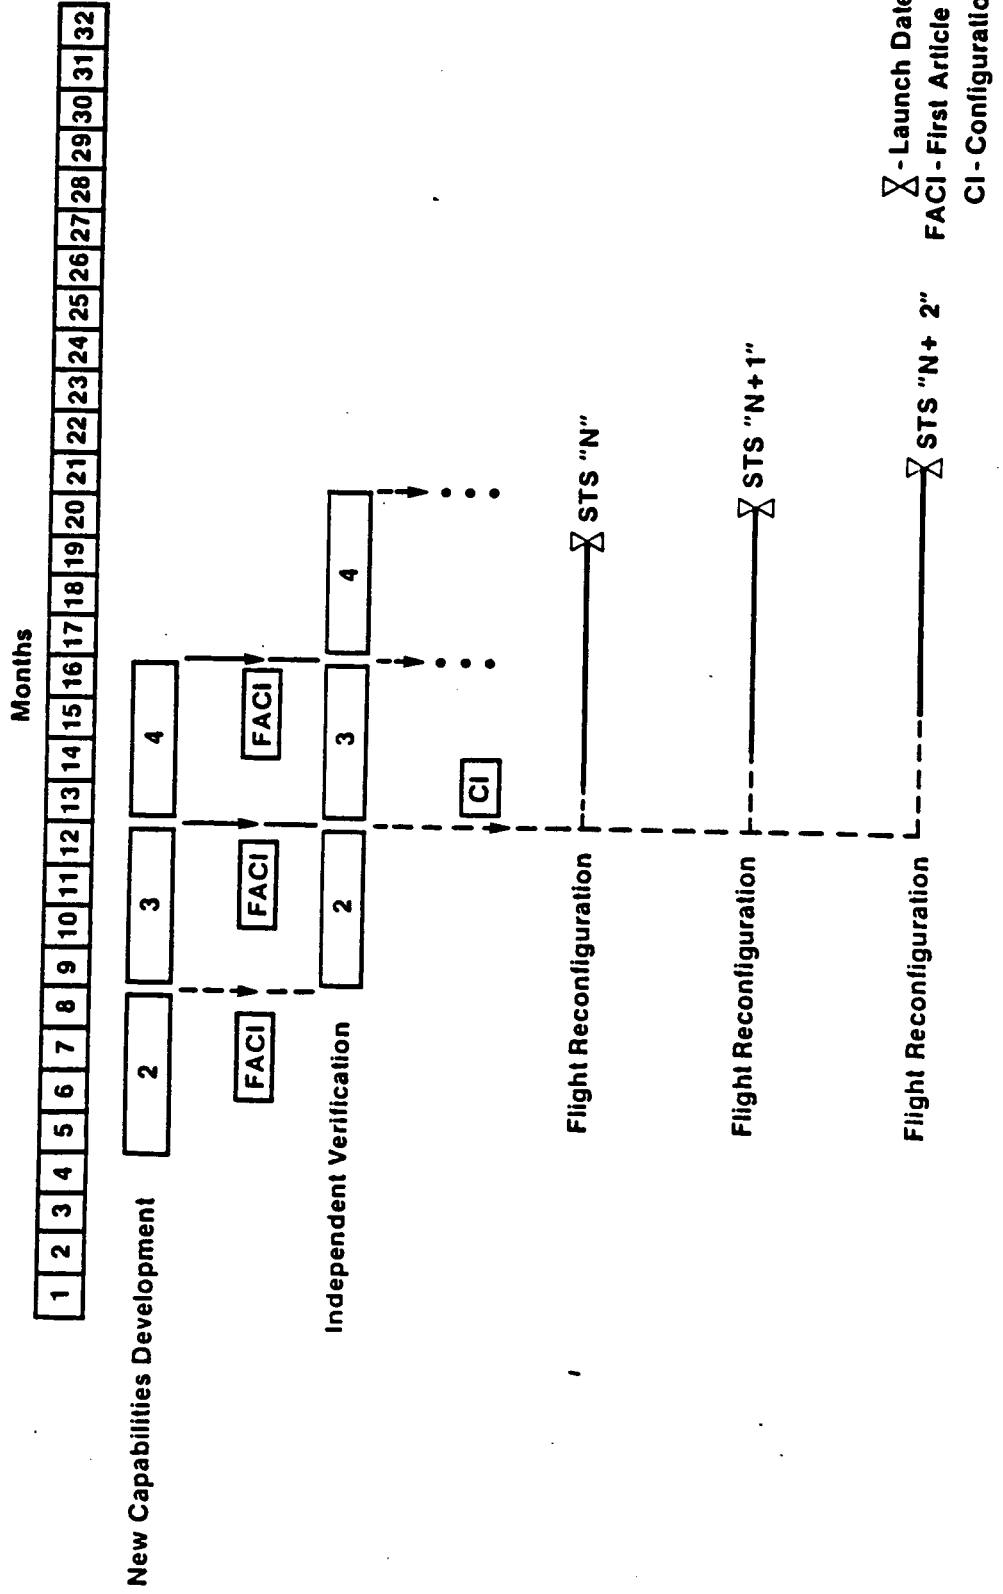 Months
1 2 3 4 5 6 7 8 9 10 11 12 13 14 15 16 17 18 19 20 21 22 23 24 25 26 27 28 29 30 31 32
New Capabilities Development
2 3 4
FACI FACI FACI
Independent Verification
2 3 4
CI
Flight Reconfiguration
STS "N"
Flight Reconfiguration
STS "N+1"
Flight Reconfiguration
STS "N+ 2"
- Launch Date
FACI - First Article
CI - Configuratio